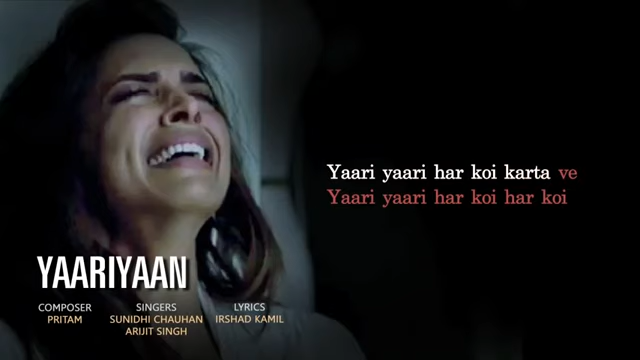 Yaari yaari har koi karta ve
Yaari yaari har koi har koi
YAARIYAAN
COMPOSER
PRITAM
SINGERS
SUNIDHI CHAUHAN
ARIJIT SINGH
LYRICS
IRSHAD KAMIL